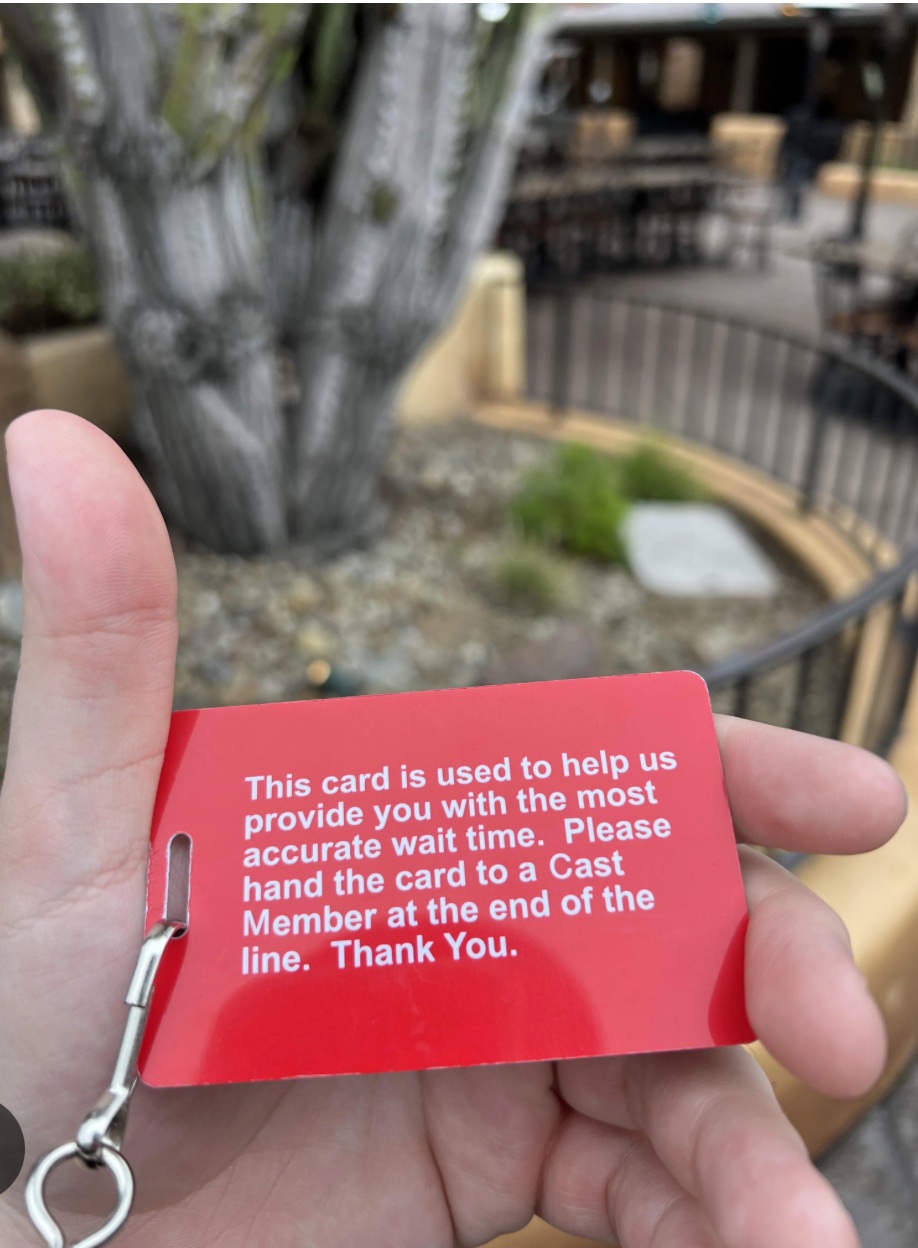 This card is used to help us
provide you with the most
accurate wait time.  Please
hand the card to a Cast
Member at the end of the
line.  Thank You.